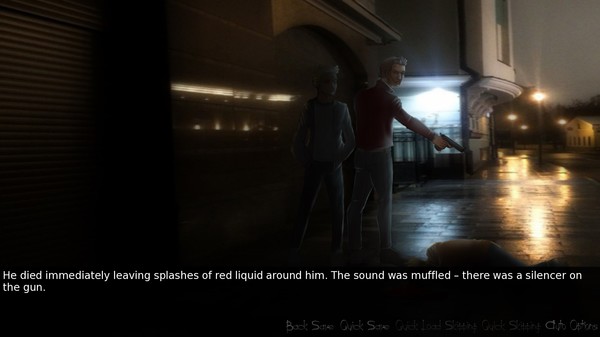 He died immediately leaving splashes of red liquid around him. The sound was muffled – there was a silencer on
the gun.
Back Save Quick Save Quick Load Skipping Quick Skipping Auto Options